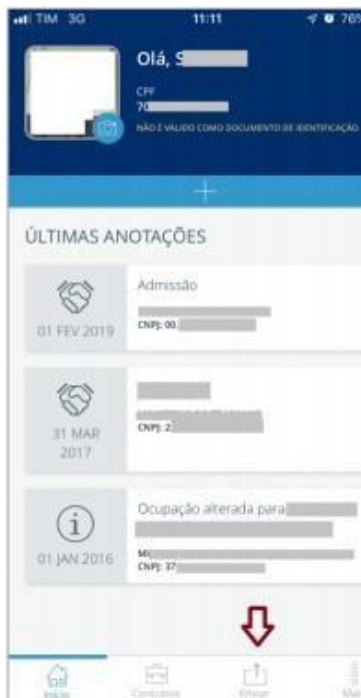 TIM 3G 11:11 76%
Olá, S
CPF
70
NÃO É VÁLIDO COMO DOCUMENTO DE IDENTIFICAÇÃO
ÚLTIMAS ANOTAÇÕES
Admissão
CNPJ: 00.
01 FEV 2019
CNPJ: 2
31 MAR
2017
Ocupação alterada para
CNPJ: 37
01 JAN 2016
Início Contratos Enviar